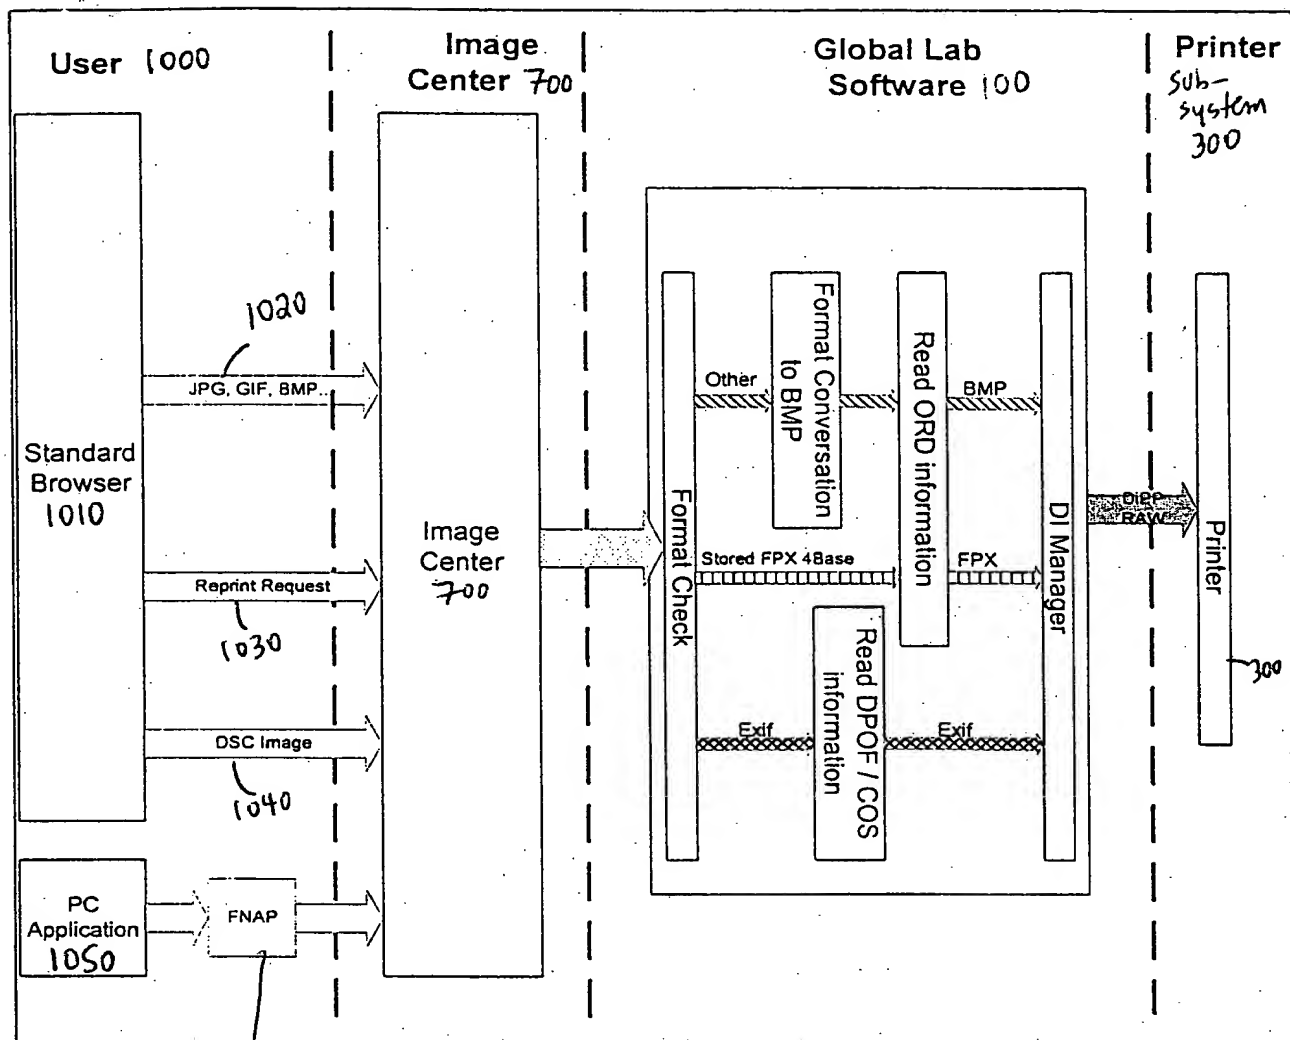 User 1000
Image
Center 700
Global Lab
Software 100
Printer
sub-
system
300
JPG, GIF, BMP...
1020
Standard
Browser
1010
Reprint Request
1030
DSC Image
1040
PC
Application
1050
FNAP
Image
Center
700
Format Check
Other
Format Conversation
to BMP
Read ORD information
BMP
Stored FPX 4Base
FPX
Exif
Read DPOF / COS
information
Exif
DI Manager
DIPP
RAW
Printer
300